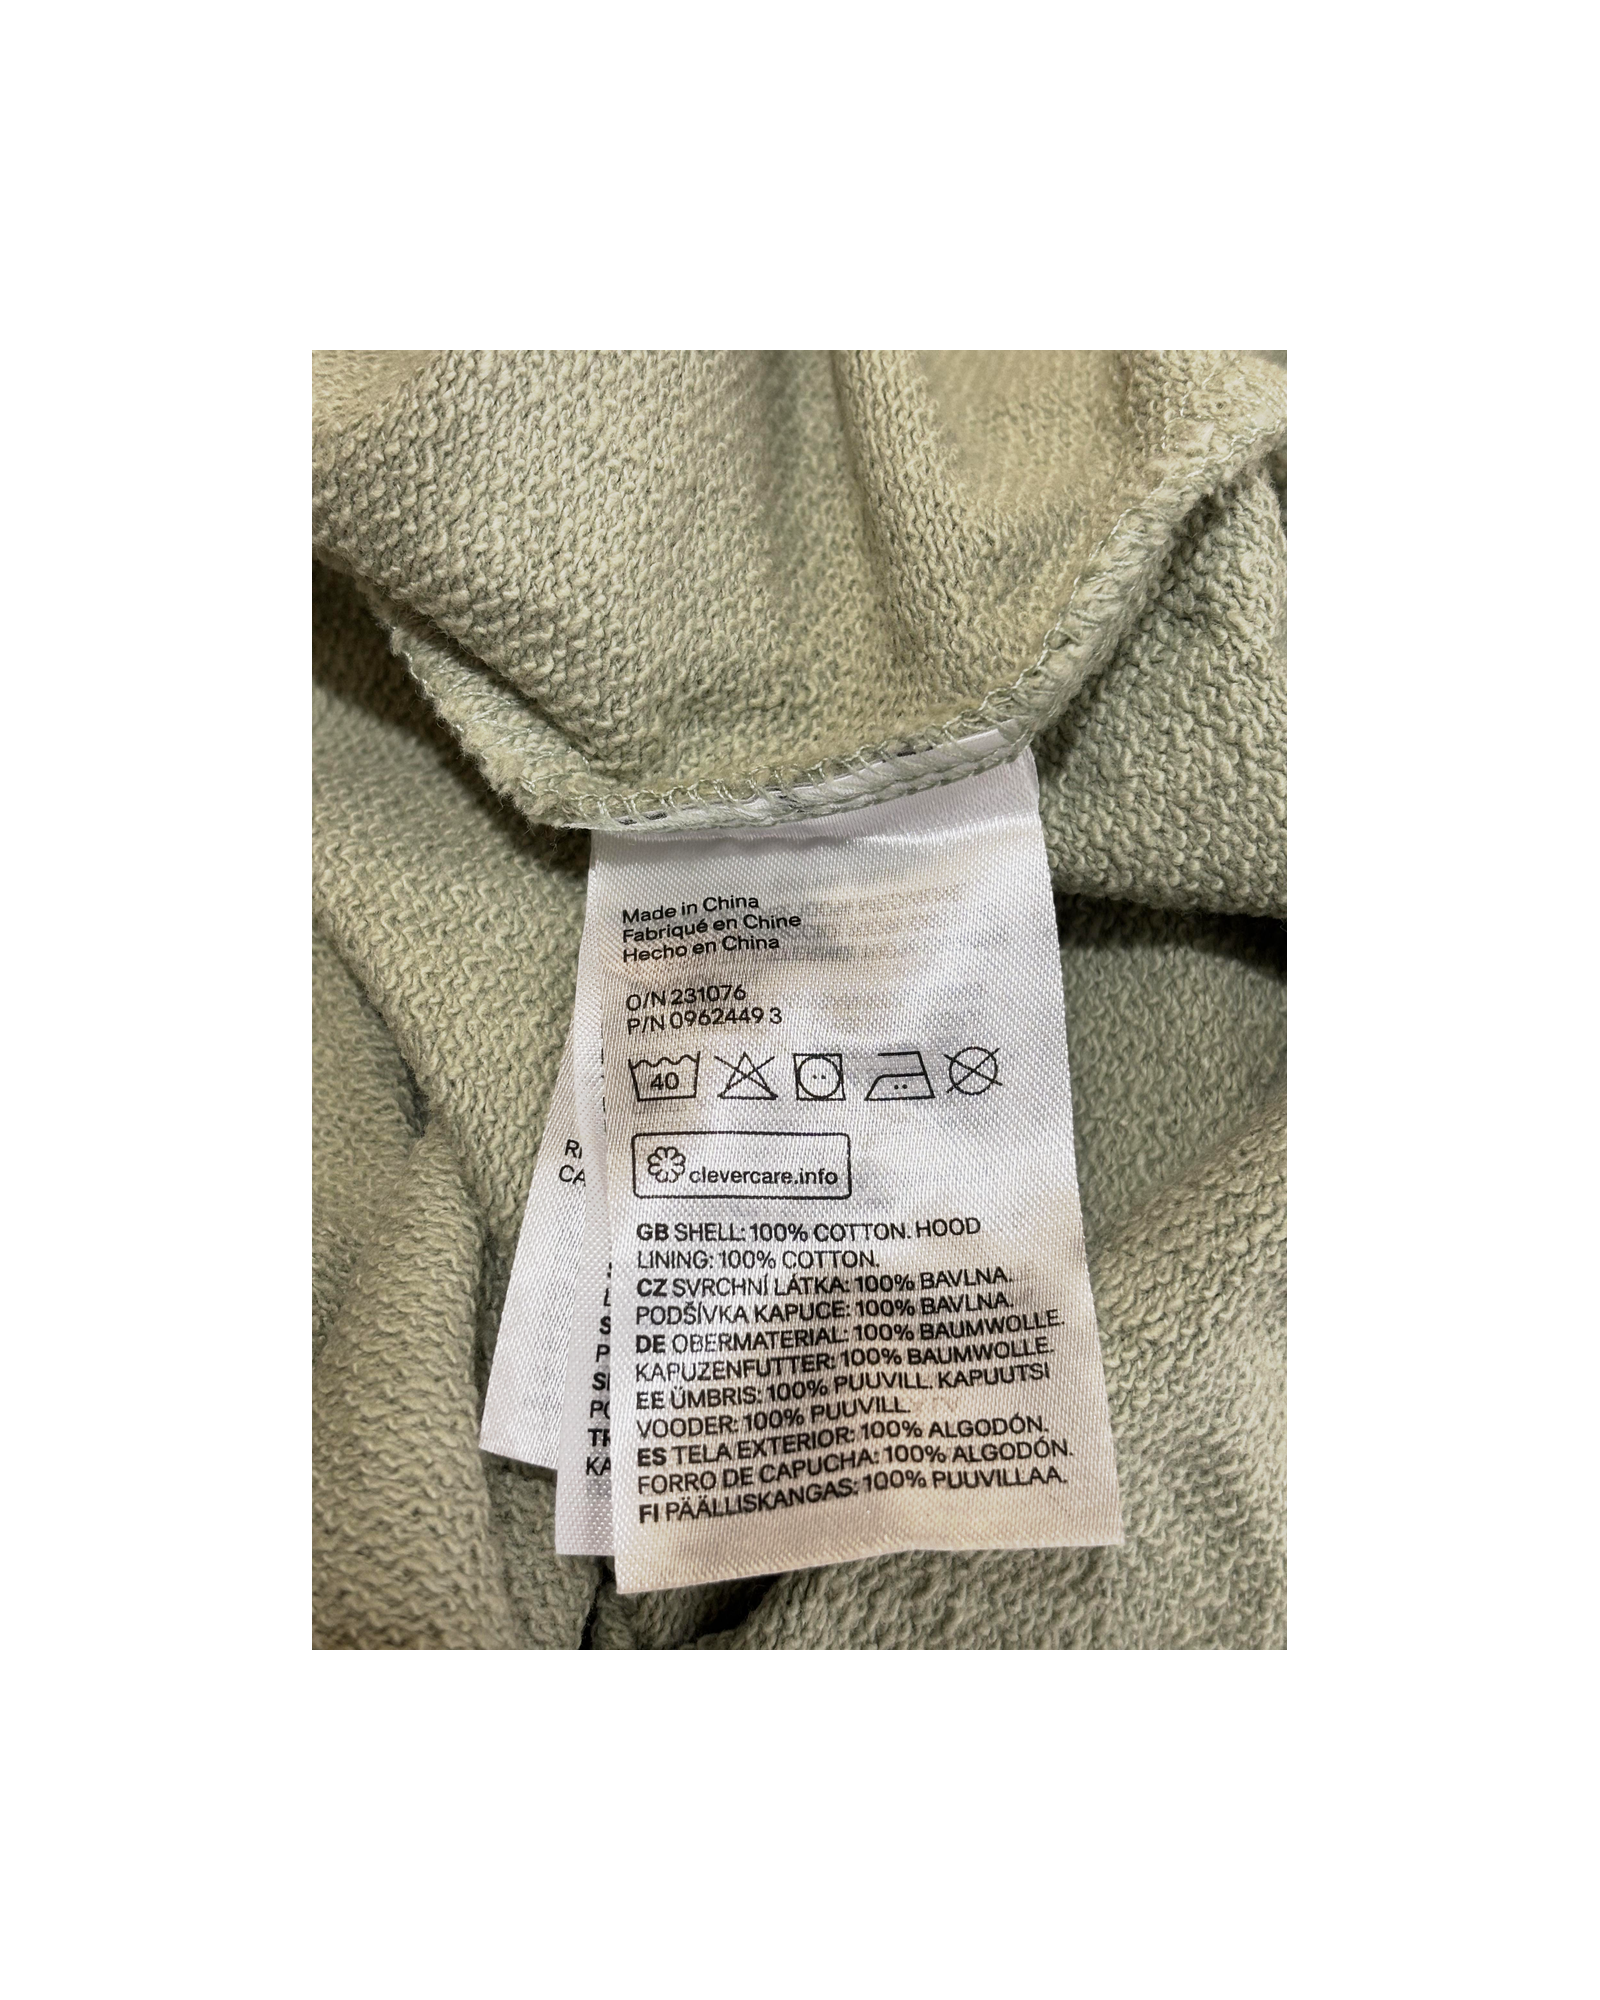 Made in China
Fabriqué en Chine
Hecho en China
O/N 231076
P/N 0962449 3
40
clevercare.info
GB SHELL: 100% COTTON. HOOD
LINING: 100% COTTON.
CZ SVRCHNÍ LÁTKA: 100% BAVLNA.
PODŠÍVKA KAPUCE: 100% BAVLNA.
DE OBERMATERIAL: 100% BAUMWOLLE.
KAPUZENFUTTER: 100% BAUMWOLLE.
EE ÜMBRIS: 100% PUUVILL. KAPUUTSI
VOODER: 100% PUUVILL.
ES TELA EXTERIOR: 100% ALGODÓN.
FORRO DE CAPUCHA: 100% ALGODÓN.
FI PÄÄLLISKANGAS: 100% PUUVILLAA.